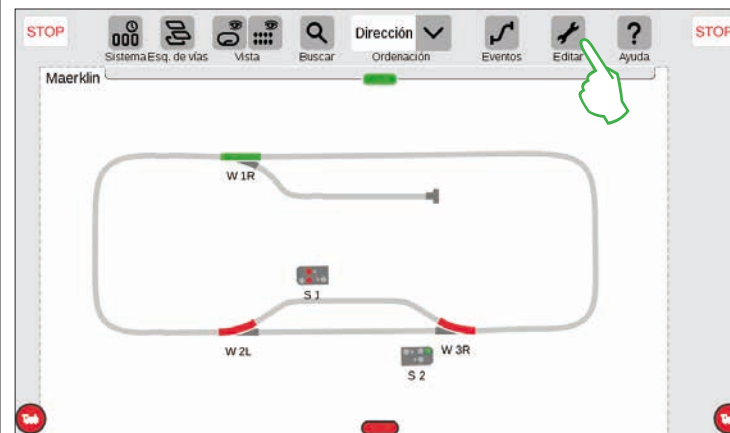 STOP
Dirección
STOP
Sistema Esq. de vías Vista Buscar Ordenación Eventos Editar Ayuda
Maerklin
W 1R
S 1
W 2L
W 3R
S 2